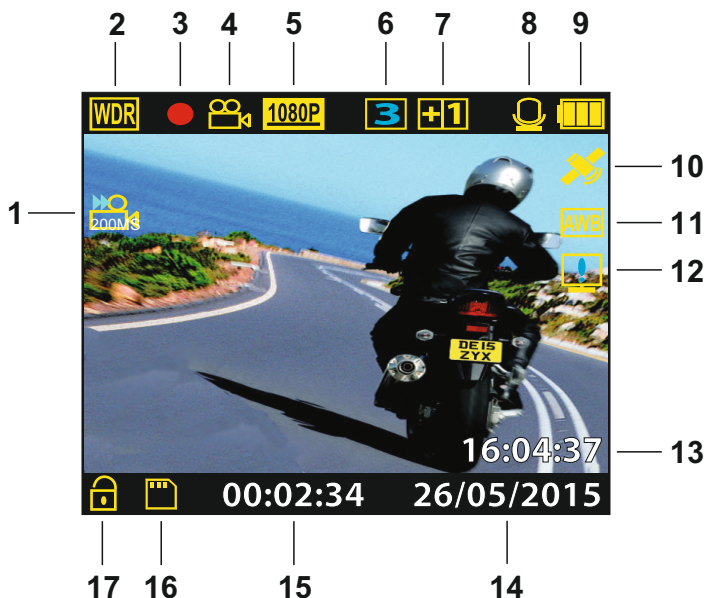 2 3 4 5 6 7 8 9
WDR 1080P 3 +1
1 200MS 10
AWB 11
12
DE15
ZYX
16:04:37 13
00:02:34 26/05/2015
17 16 15 14